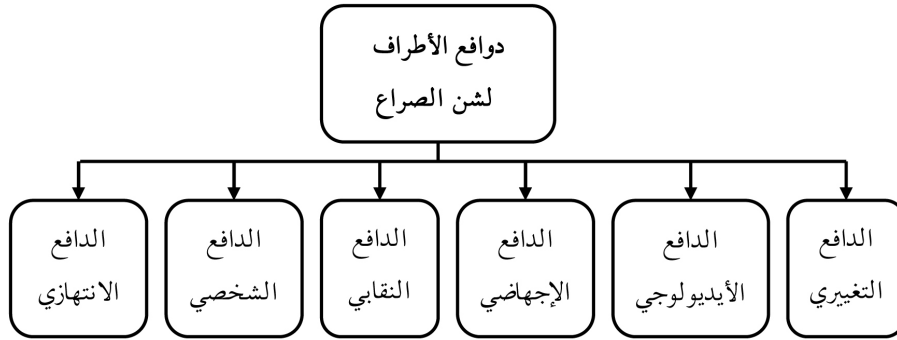 دوافع الأطراف
لشن الصراع
الدافع
التغييري
الدافع
الأيديولوجي
الدافع
الإجهاضي
الدافع
النقابي
الدافع
الشخصي
الدافع
الانتهازي